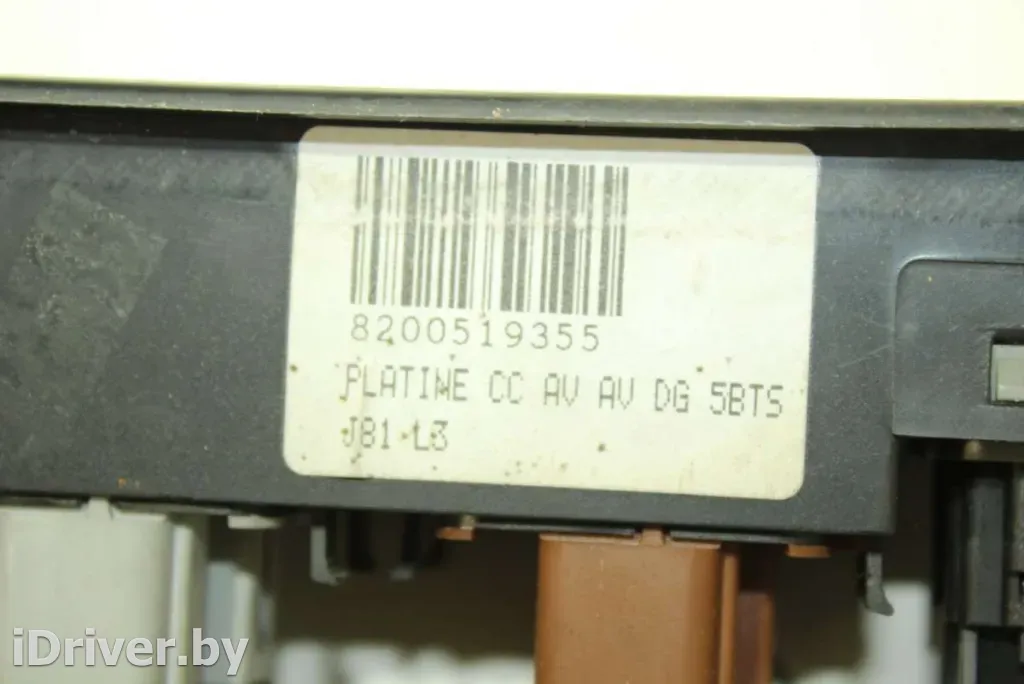 8200519355
PLATINE CC AV AV DG 5BTS
J81 L3
iDriver.by